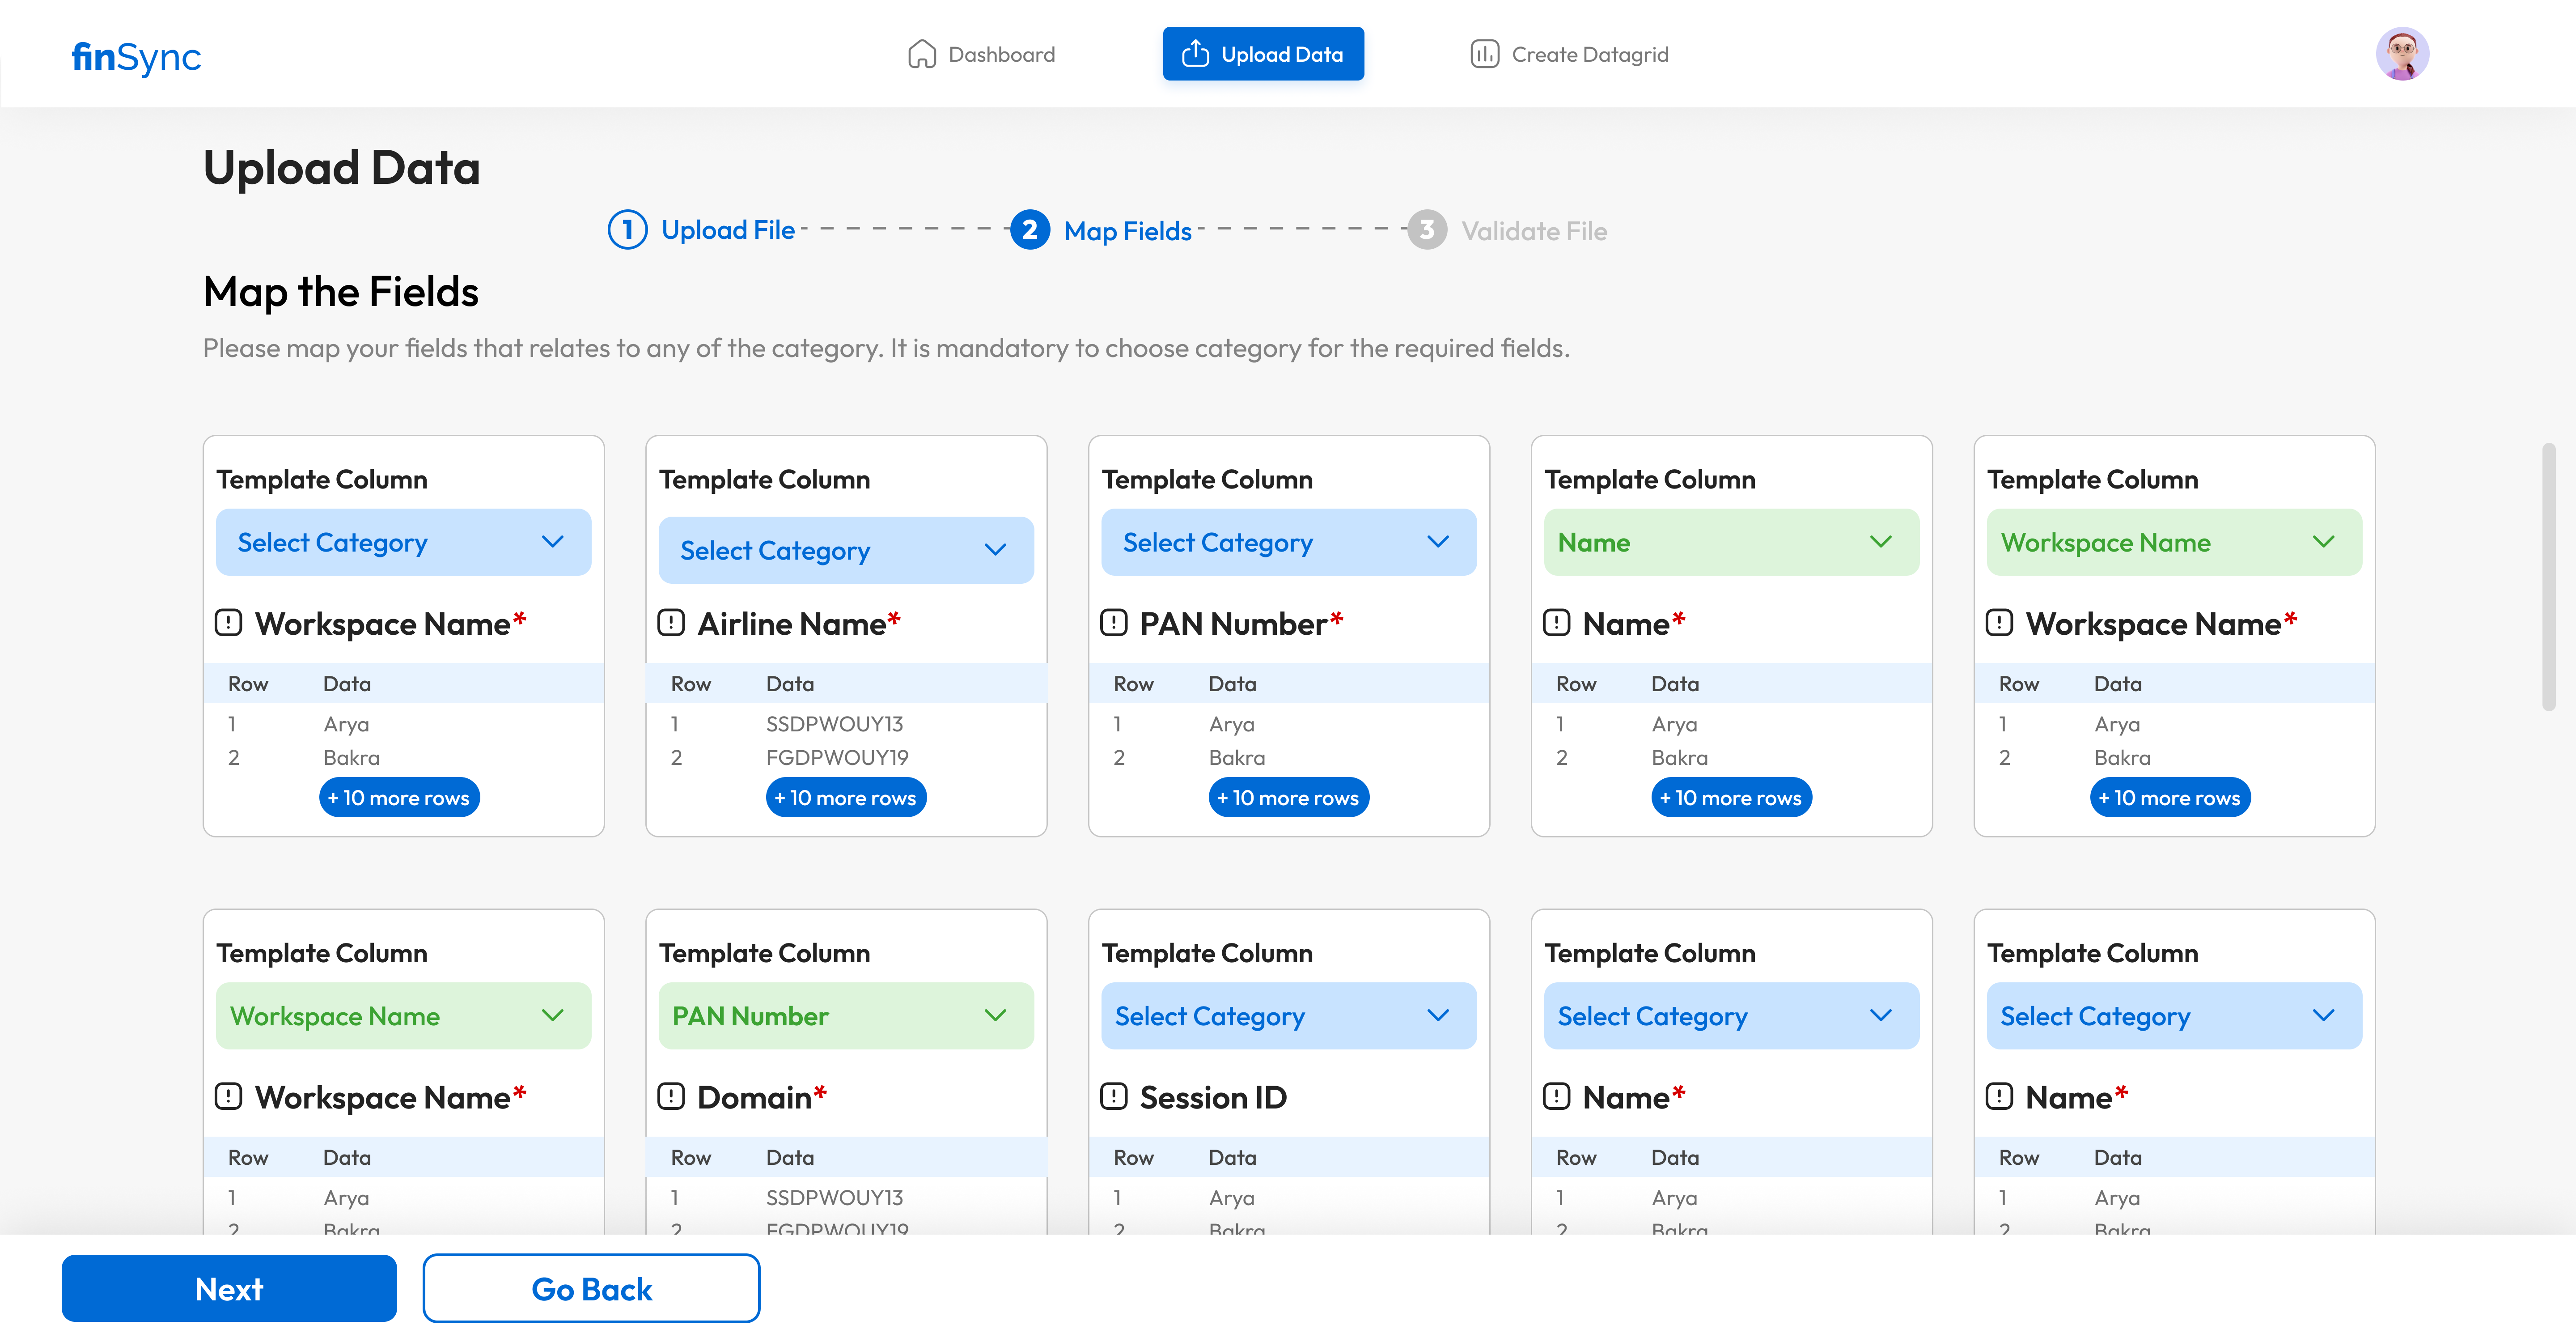 finSync
Dashboard
Upload Data
Create Datagrid
Upload Data
1 Upload File
2 Map Fields
3 Validate File
Map the Fields
Please map your fields that relates to any of the category. It is mandatory to choose category for the required fields.
Template Column
Select Category
Workspace Name*
Row Data
1 Arya
2 Bakra
+ 10 more rows
Template Column
Select Category
Airline Name*
Row Data
1 SSDPWOUY13
2 FGDPWOUY19
+ 10 more rows
Template Column
Select Category
PAN Number*
Row Data
1 Arya
2 Bakra
+ 10 more rows
Template Column
Name
Name*
Row Data
1 Arya
2 Bakra
+ 10 more rows
Template Column
Workspace Name
Workspace Name*
Row Data
1 Arya
2 Bakra
+ 10 more rows
Template Column
Workspace Name
Workspace Name*
Row Data
1 Arya
2 Bakra
Template Column
PAN Number
Domain*
Row Data
1 SSDPWOUY13
2 FGDPWOUY19
Template Column
Select Category
Session ID
Row Data
1 Arya
2 Bakra
Template Column
Select Category
Name*
Row Data
1 Arya
2 Bakra
Template Column
Select Category
Name*
Row Data
1 Arya
2 Bakra
Next
Go Back